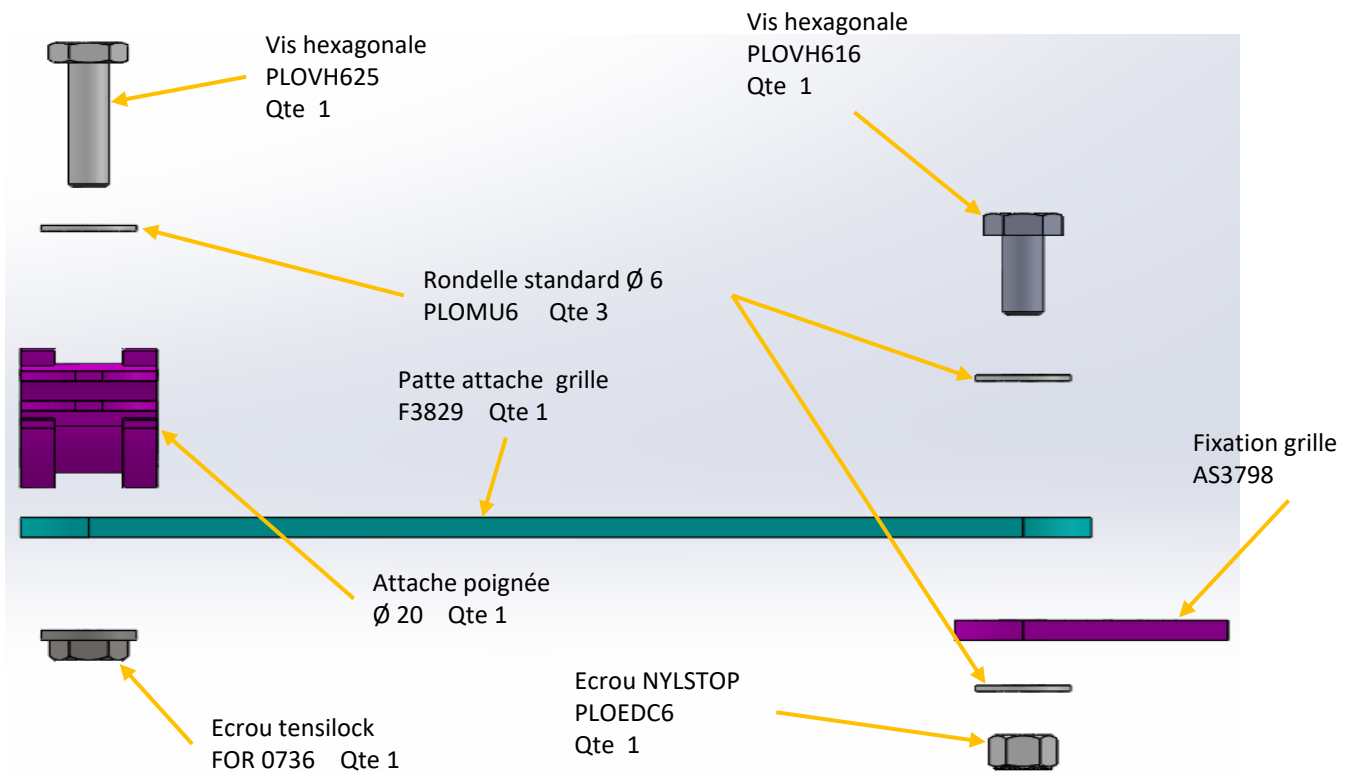 Vis hexagonale
PLOVH625
Qte 1
Vis hexagonale
PLOVH616
Qte 1
Rondelle standard Ø 6
PLOMU6 Qte 3
Patte attache grille
F3829 Qte 1
Fixation grille
AS3798
Attache poignée
Ø 20 Qte 1
Ecrou NYLSTOP
PLOEDC6
Qte 1
Ecrou tensilock
FOR 0736 Qte 1